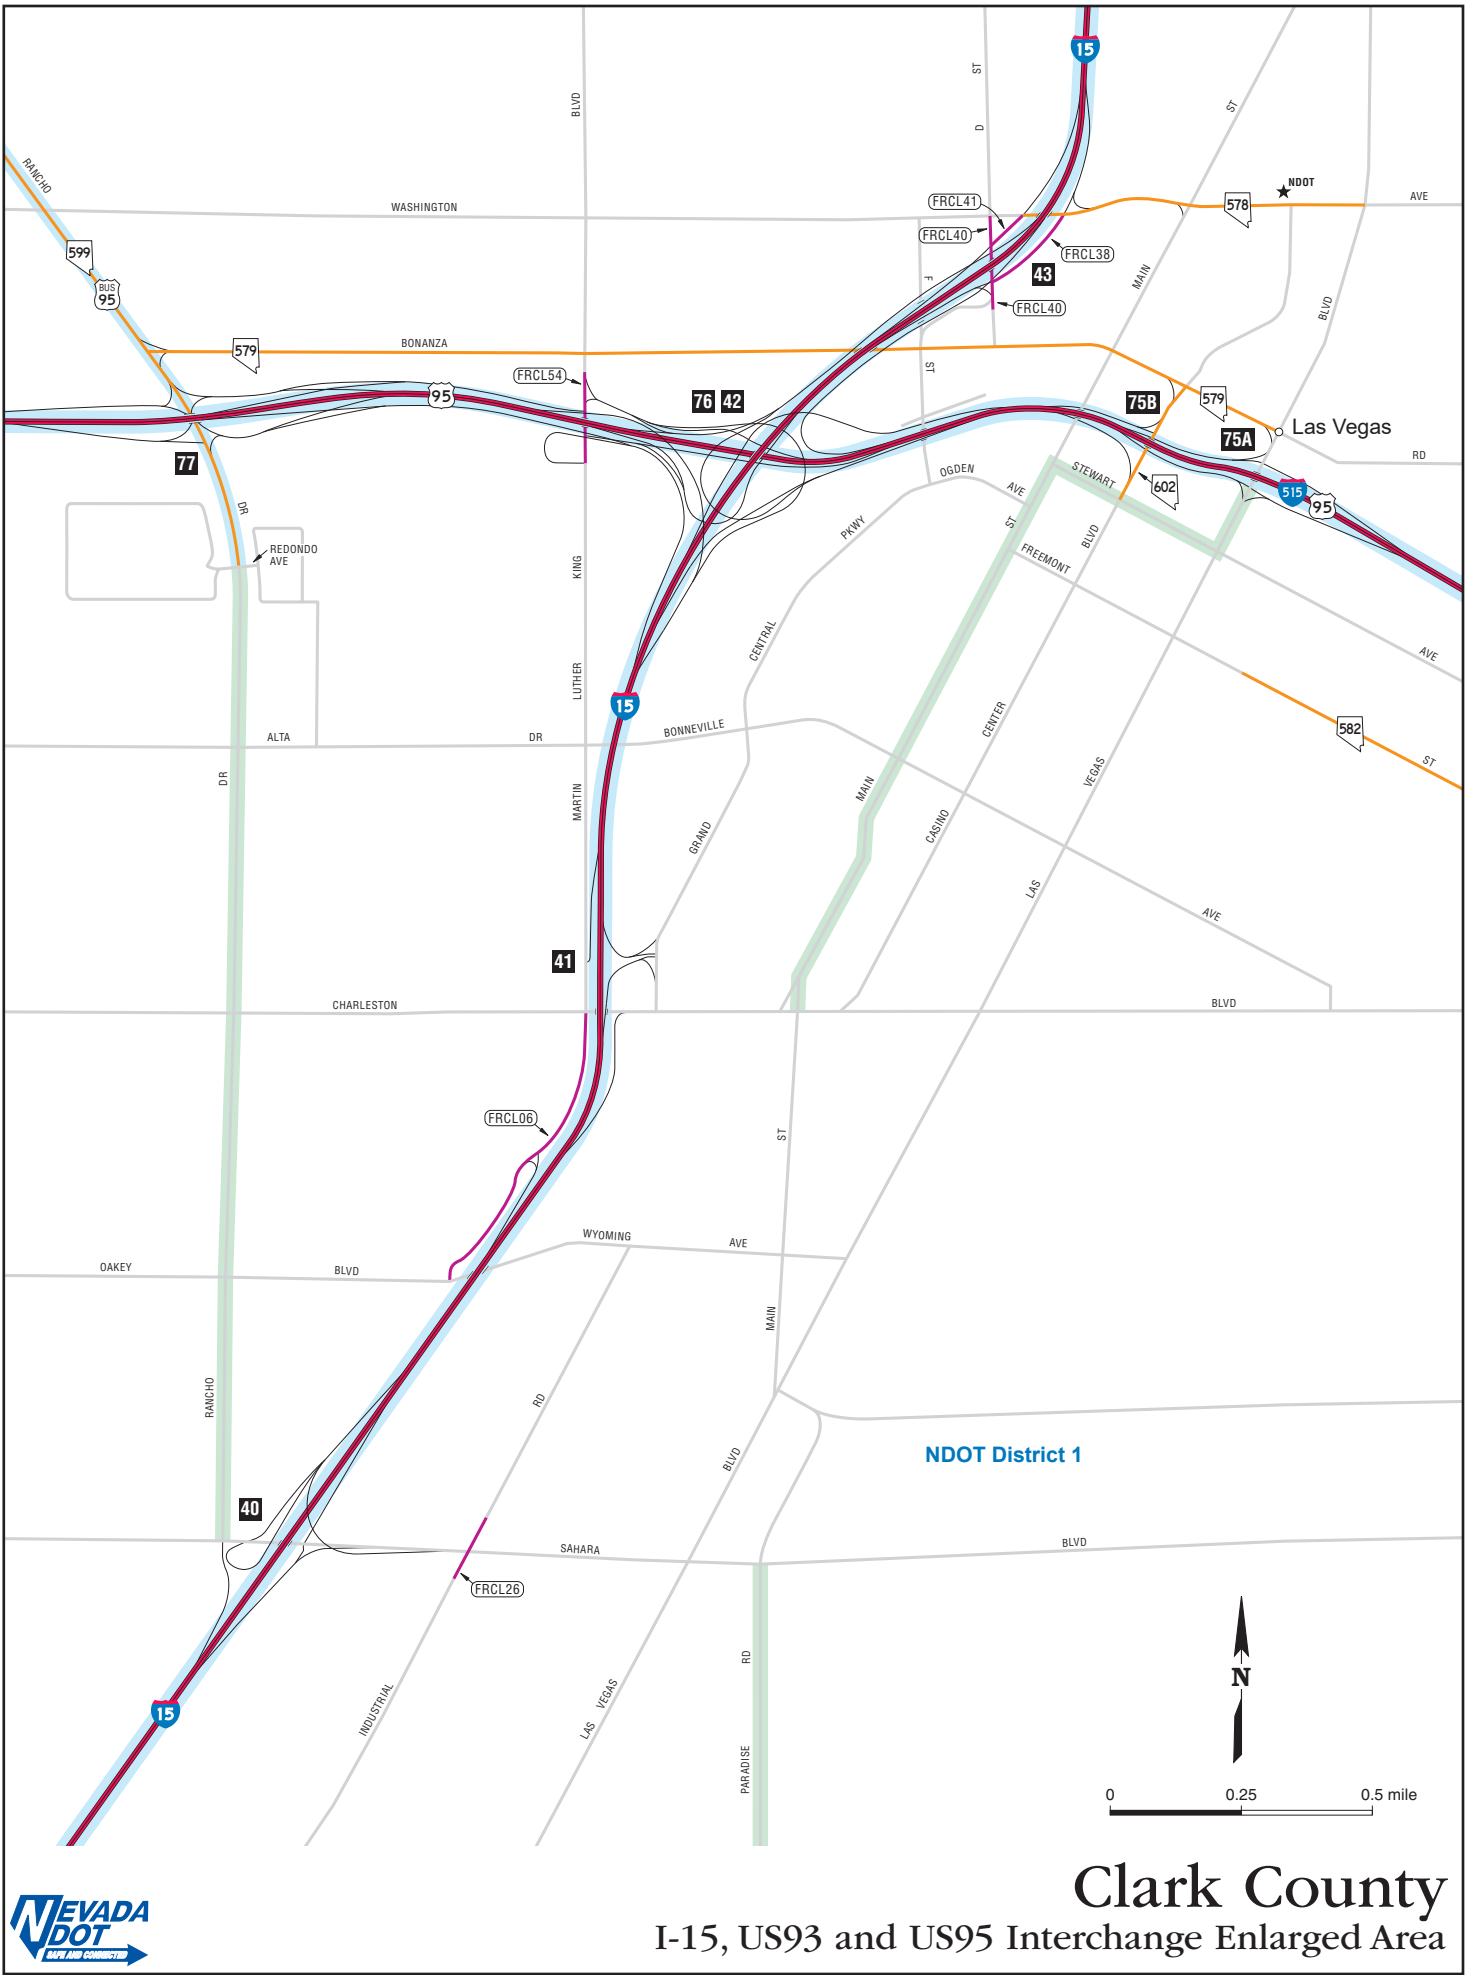 15
ST
BLVD
ST
D
RANCHO
NDOT
WASHINGTON
FRCL41
578
AVE
FRCL40
599
FRCL38
43
MAIN
BUS
95
F
FRCL40
BLVD
BONANZA
579
FRCL54
ST
95
76
42
75B
579
75A
Las Vegas
77
RD
OGDEN
STEWART
AVE
602
515
95
DR
ST
PKWY
BLVD
REDONDO
AVE
KING
FREEMONT
CENTRAL
AVE
LUTHER
15
ALTA
DR
BONNEVILLE
CENTER
582
ST
DR
MARTIN
MAIN
VEGAS
GRAND
CASINO
LAS
AVE
41
CHARLESTON
BLVD
FRCL06
ST
WYOMING
AVE
OAKEY
BLVD
MAIN
RANCHO
RD
BLVD
NDOT District 1
40
SAHARA
BLVD
FRCL26
RD
N
15
INDUSTRIAL
LAS
VEGAS
PARADISE
0
0.25
0.5 mile
Clark County
I-15, US93 and US95 Interchange Enlarged Area
NEVADA
DOT
SAFE AND CONNECTED